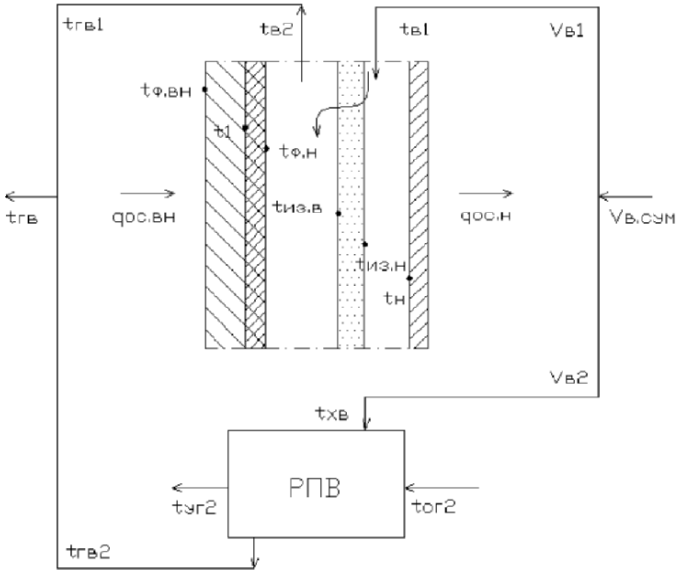 tгв1
tв2
tв1
Vв1
tф.вн
t1
tф.н
tиз.в
tгв
qос.вн
qос.н
Vв.сум
tиз.н
tн
Vв2
tхв
РПВ
tуг2
tог2
tгв2